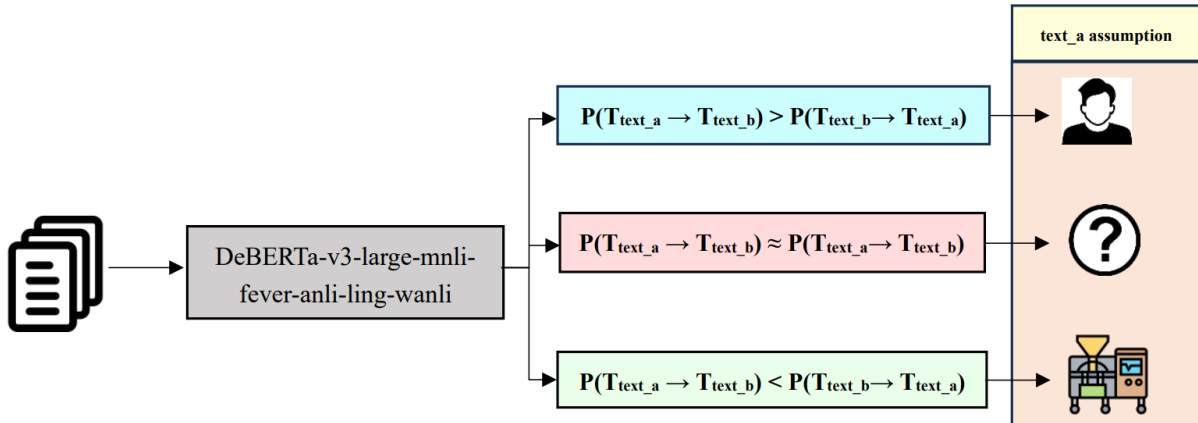 text_a assumption
P(Ttext_a → Ttext_b) > P(Ttext_b→ Ttext_a)
DeBERTa-v3-large-mnli-
fever-anli-ling-wanli
P(Ttext_a → Ttext_b) ≈ P(Ttext_a→ Ttext_b)
?
P(Ttext_a → Ttext_b) < P(Ttext_b→ Ttext_a)